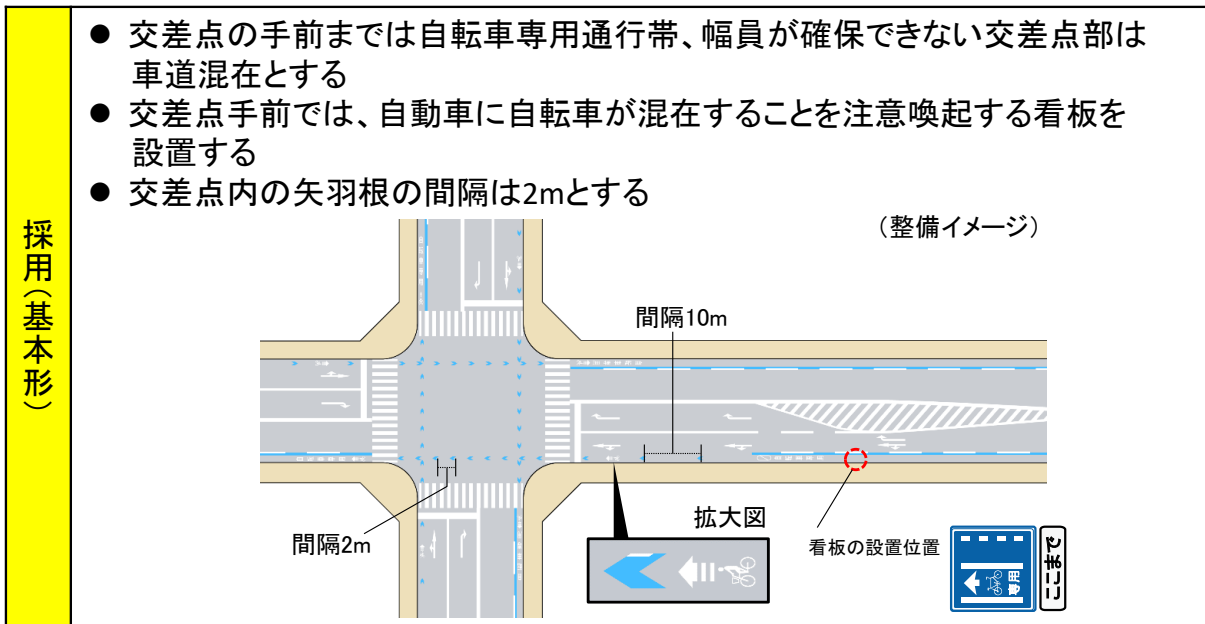 採用(基本形)
● 交差点の手前までは自転車専用通行帯、幅員が確保できない交差点部は
車道混在とする
● 交差点手前では、自動車に自転車が混在することを注意喚起する看板を
設置する
● 交差点内の矢羽根の間隔は2mとする
(整備イメージ)
間隔10m
間隔2m
拡大図
看板の設置位置
専用
ここまで